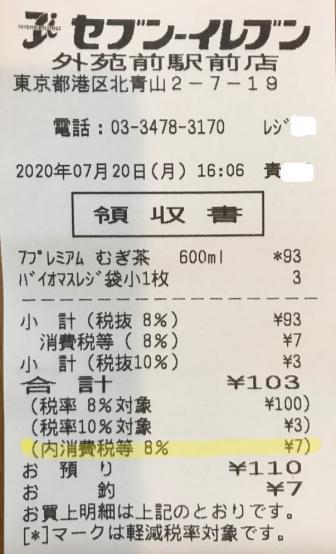 セブン-イレブン
外苑前駅前店
東京都港区北青山2-7-19
電話:03-3478-3170 レジ
2020年07月20日(月) 16:06 責
領収書
7プレミアム むぎ茶 600ml *93
バイオマスレジ袋小1枚 3
小 計(税抜 8%) ¥93
消費税等( 8%) ¥7
小 計(税抜10%) ¥3
合 計 ¥103
(税率 8%対象 ¥100)
(税率10%対象 ¥3)
(内消費税等 8% ¥7)
お 預 り ¥110
お 釣 ¥7
お買上明細は上記のとおりです。
[*]マークは軽減税率対象です。